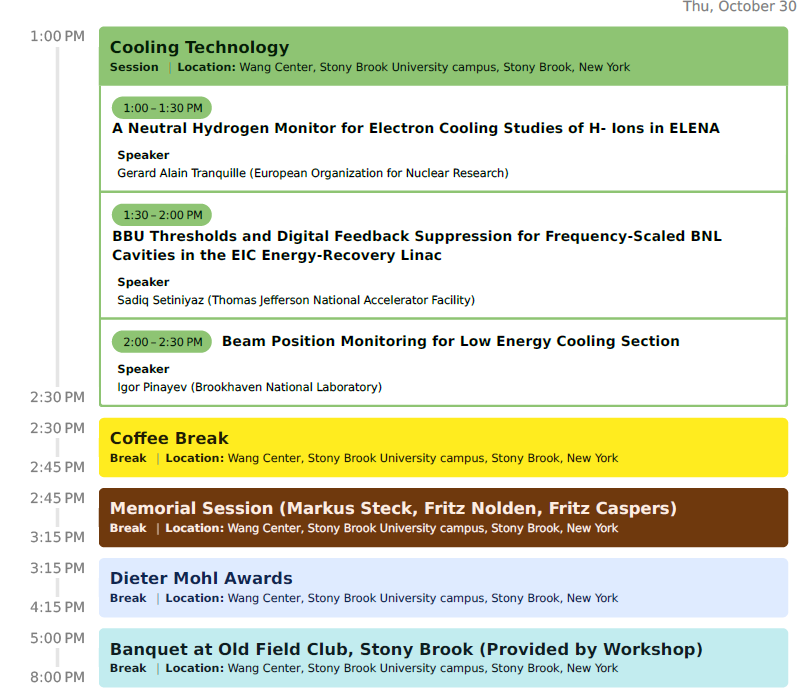 Thu, October 30
1:00 PM
Cooling Technology
Session | Location: Wang Center, Stony Brook University campus, Stony Brook, New York
1:00 – 1:30 PM
A Neutral Hydrogen Monitor for Electron Cooling Studies of H- Ions in ELENA
Speaker
Gerard Alain Tranquille (European Organization for Nuclear Research)
1:30 – 2:00 PM
BBU Thresholds and Digital Feedback Suppression for Frequency-Scaled BNL
Cavities in the EIC Energy-Recovery Linac
Speaker
Sadiq Setiniyaz (Thomas Jefferson National Accelerator Facility)
2:00 – 2:30 PM Beam Position Monitoring for Low Energy Cooling Section
Speaker
Igor Pinayev (Brookhaven National Laboratory)
2:30 PM
2:30 PM
Coffee Break
Break | Location: Wang Center, Stony Brook University campus, Stony Brook, New York
2:45 PM
2:45 PM
Memorial Session (Markus Steck, Fritz Nolden, Fritz Caspers)
Break | Location: Wang Center, Stony Brook University campus, Stony Brook, New York
3:15 PM
3:15 PM
Dieter Mohl Awards
Break | Location: Wang Center, Stony Brook University campus, Stony Brook, New York
4:15 PM
5:00 PM
Banquet at Old Field Club, Stony Brook (Provided by Workshop)
Break | Location: Wang Center, Stony Brook University campus, Stony Brook, New York
8:00 PM